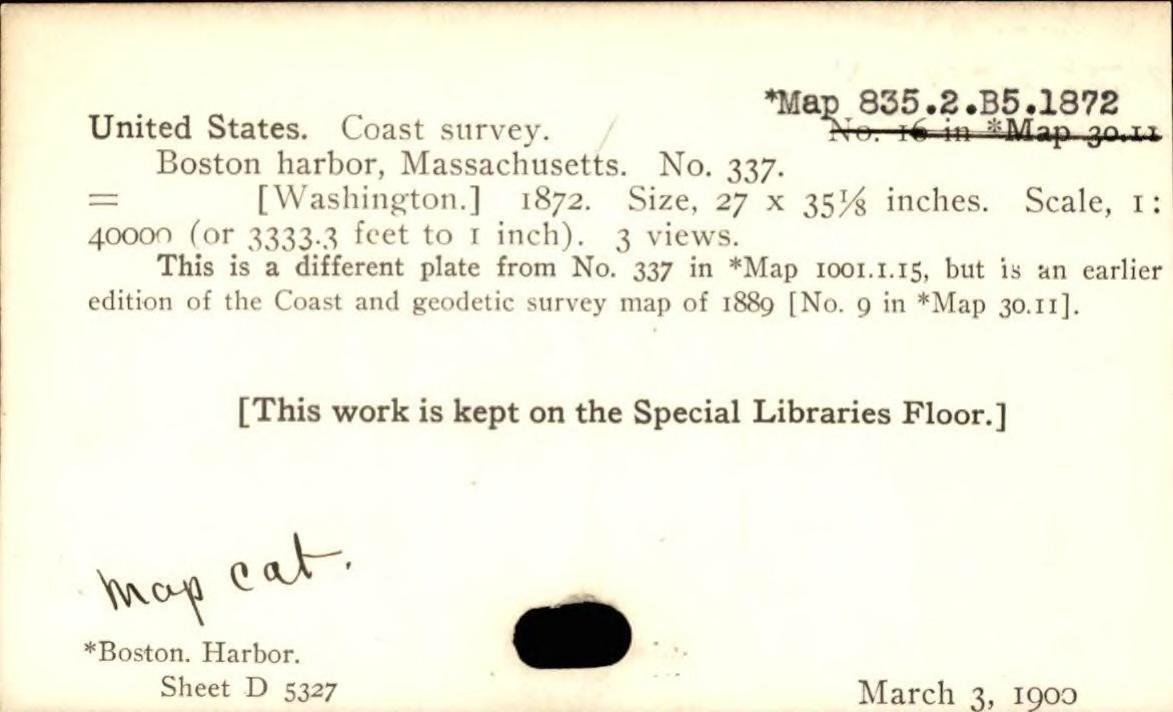 *Map 835.2.B5.1872
United States. Coast survey. No. 16 in *Map 30.11
Boston harbor, Massachusetts. No. 337.
= [Washington.] 1872. Size, 27 x 35⅛ inches. Scale, 1:
40000 (or 3333.3 feet to 1 inch). 3 views.
This is a different plate from No. 337 in *Map 1001.1.15, but is an earlier
edition of the Coast and geodetic survey map of 1889 [No. 9 in *Map 30.11].
[This work is kept on the Special Libraries Floor.]
Map cat.
*Boston. Harbor.
Sheet D 5327
March 3, 1900